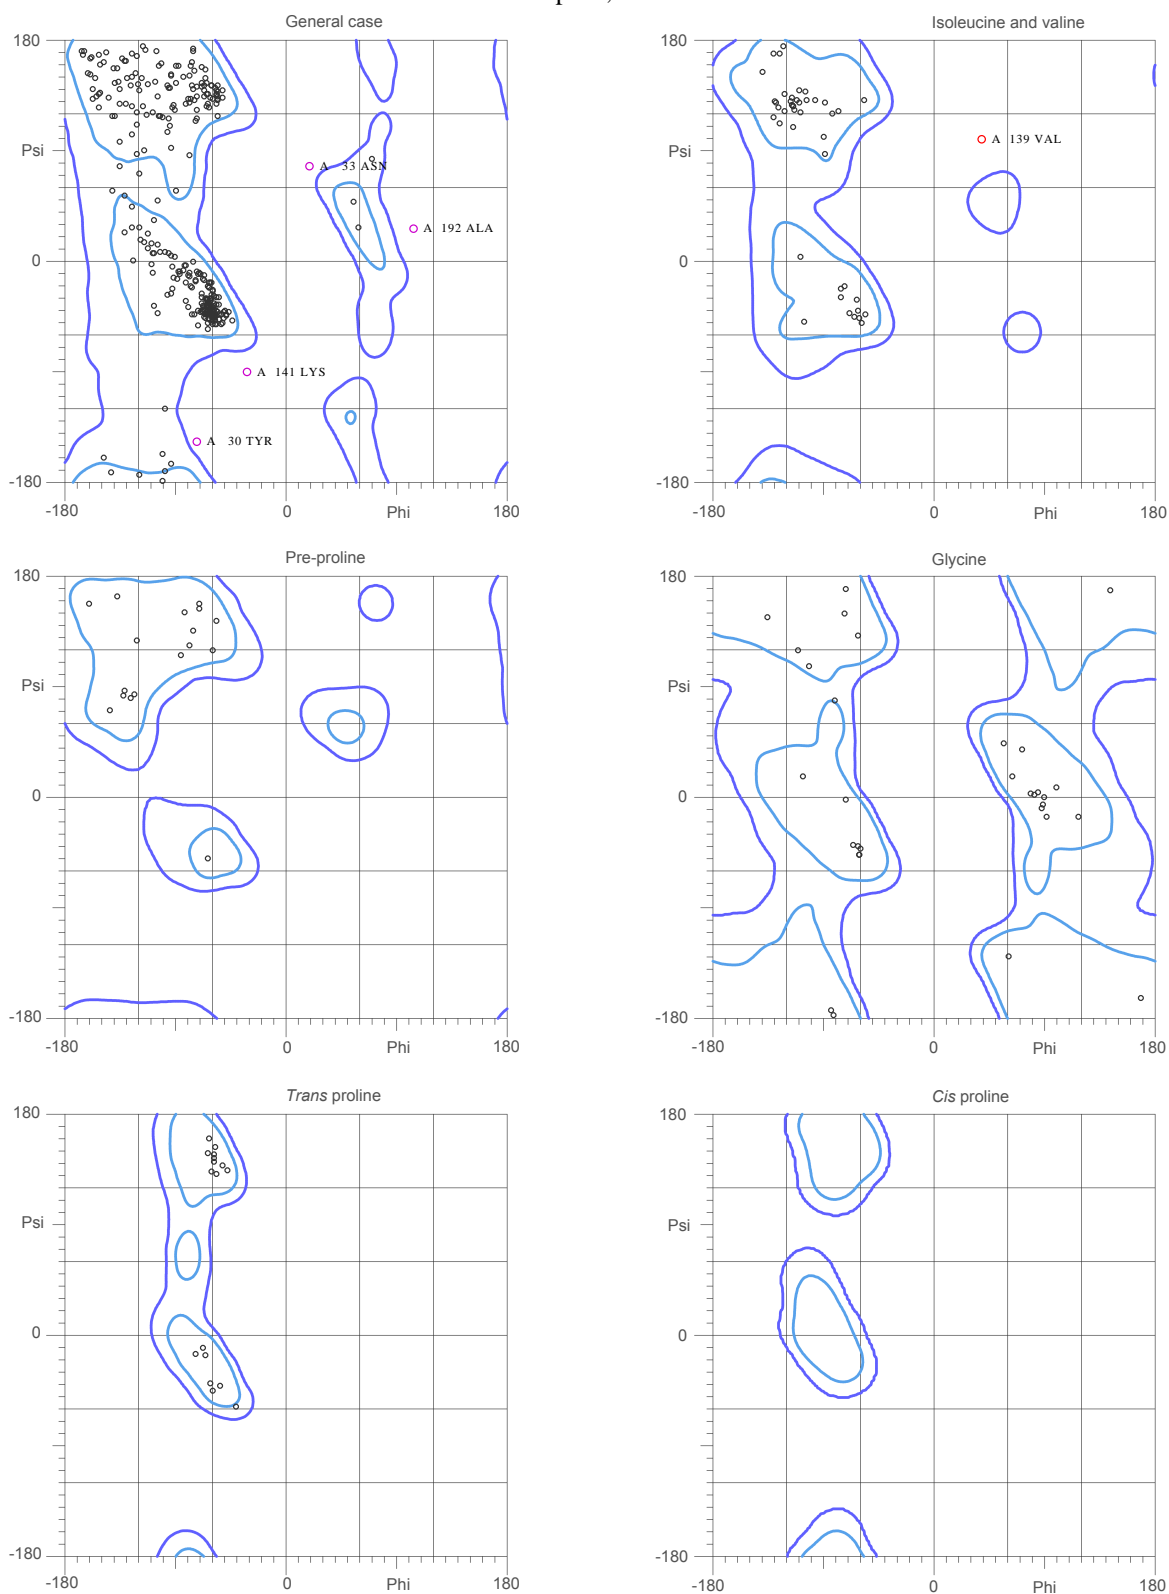 General case
180
Psi
0
-180
-180
0
Phi
180
A 33 ASN
A 192 ALA
A 141 LYS
A 30 TYR
Isoleucine and valine
180
Psi
0
-180
-180
0
Phi
180
A 139 VAL
Pre-proline
180
Psi
0
-180
-180
0
Phi
180
Glycine
180
Psi
0
-180
-180
0
Phi
180
Trans proline
180
Psi
0
-180
-180
0
Phi
180
Cis proline
180
Psi
0
-180
-180
0
Phi
180